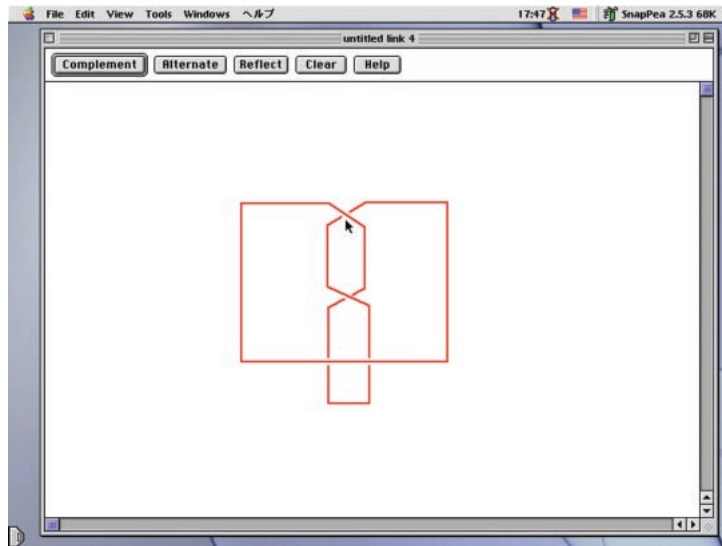 File Edit View Tools Windows ヘルプ 17:47 SnapPea 2.5.3 68K
untitled link 4
Complement Alternate Reflect Clear Help